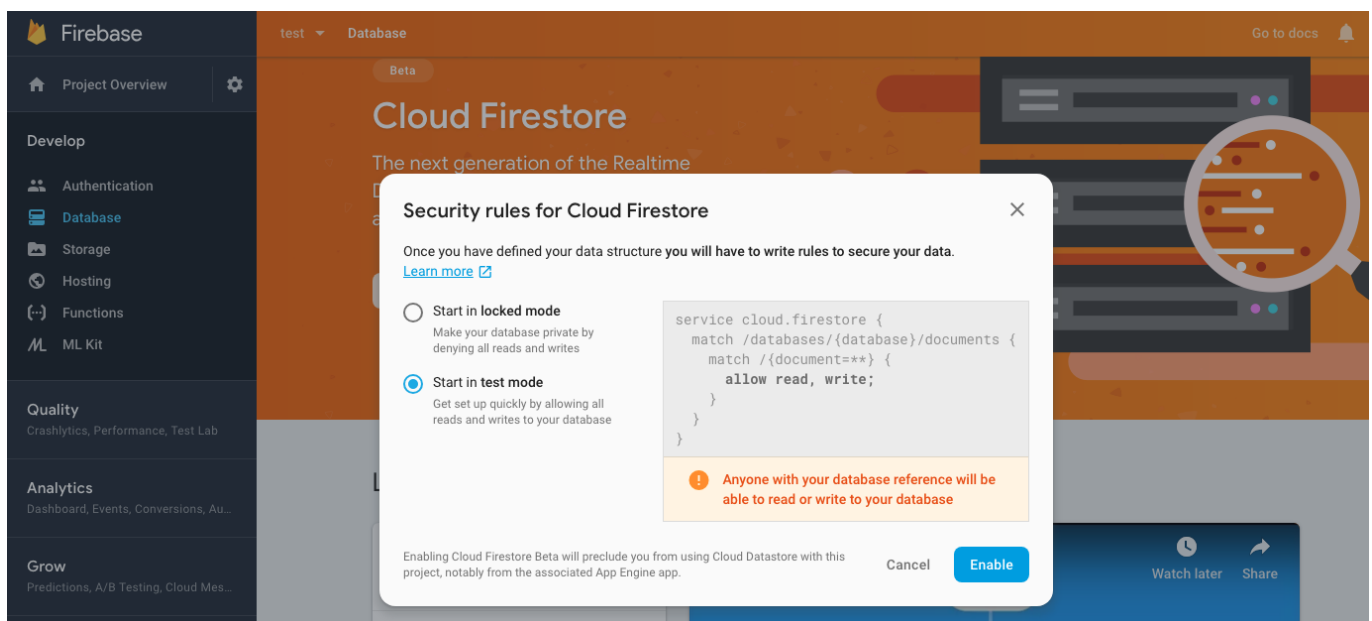 Firebase
test
Database
Go to docs
Project Overview
Develop
Authentication
Database
Storage
Hosting
Functions
ML Kit
Quality
Crashlytics, Performance, Test Lab
Analytics
Dashboard, Events, Conversions, Au...
Grow
Predictions, A/B Testing, Cloud Mes...
Beta
Cloud Firestore
The next generation of the Realtime
Security rules for Cloud Firestore
Once you have defined your data structure you will have to write rules to secure your data.
Learn more
Start in locked mode
Make your database private by
denying all reads and writes
Start in test mode
Get set up quickly by allowing all
reads and writes to your database
service cloud.firestore {
match /databases/{database}/documents {
match /{document=**} {
allow read, write;
}
}
}
Anyone with your database reference will be
able to read or write to your database
Enabling Cloud Firestore Beta will preclude you from using Cloud Datastore with this
project, notably from the associated App Engine app.
Cancel
Enable
Watch later
Share